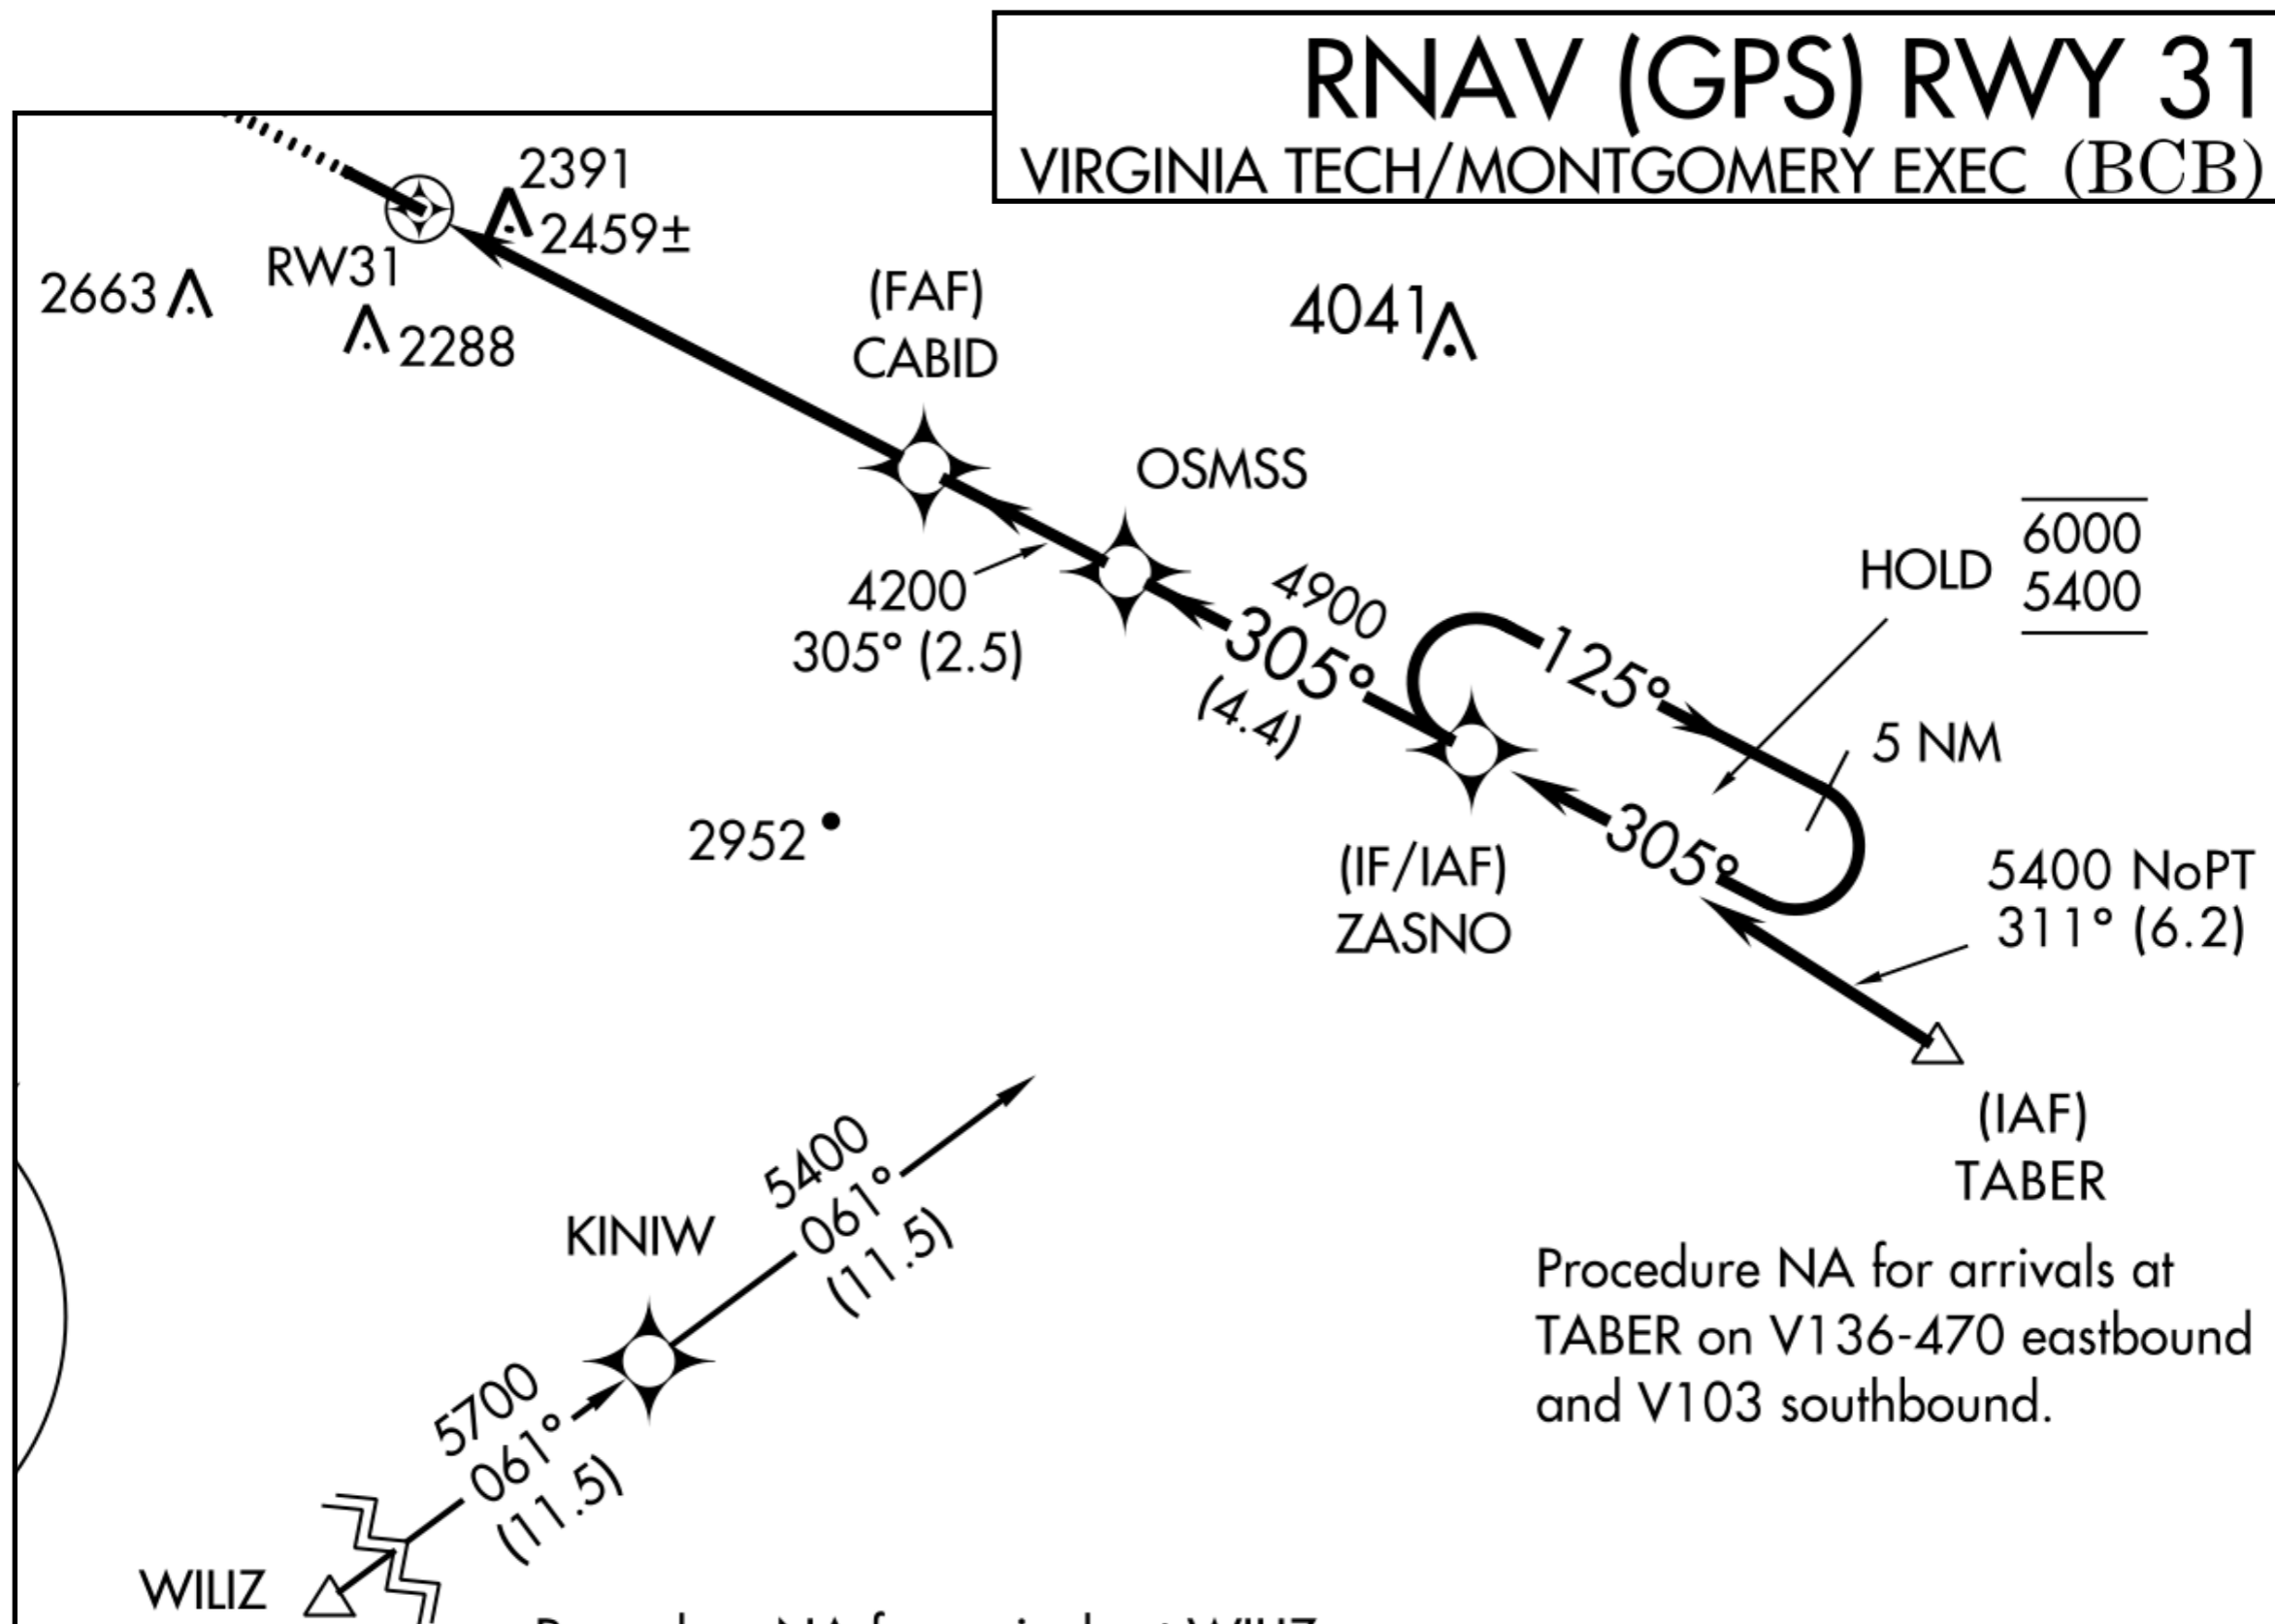 RNAV (GPS) RWY 31
VIRGINIA TECH/MONTGOMERY EXEC (BCB)
2391
2459±
RW31
2663
2288
(FAF)
CABID
4041
OSMSS
4200
305° (2.5)
4900
305°
(4.4)
125°
HOLD
6000
5400
5 NM
305°
2952
(IF/IAF)
ZASNO
5400 NoPT
311° (6.2)
(IAF)
TABER
Procedure NA for arrivals at
TABER on V136-470 eastbound
and V103 southbound.
5400
061°
(11.5)
KINIW
5700
061°
(11.5)
WILIZ